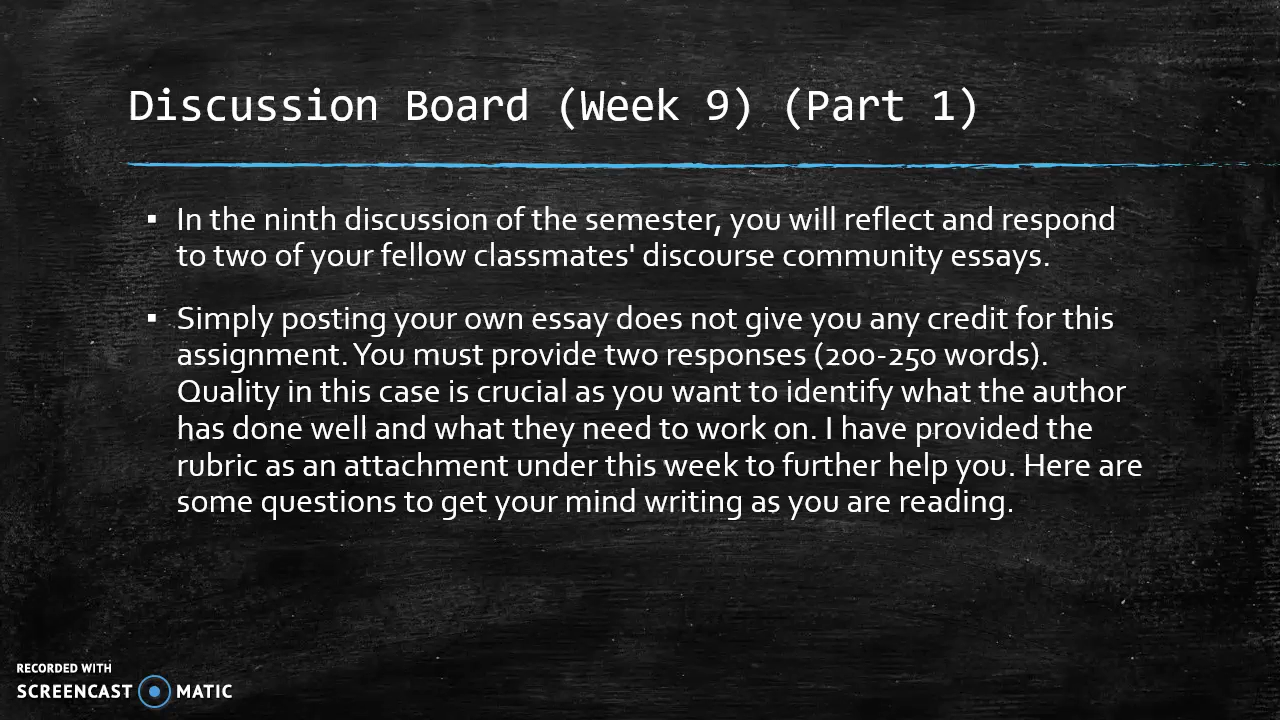 Discussion Board (Week 9) (Part 1)
▪ In the ninth discussion of the semester, you will reflect and respond
to two of your fellow classmates' discourse community essays.
▪ Simply posting your own essay does not give you any credit for this
assignment. You must provide two responses (200-250 words).
Quality in this case is crucial as you want to identify what the author
has done well and what they need to work on. I have provided the
rubric as an attachment under this week to further help you. Here are
some questions to get your mind writing as you are reading.
RECORDED WITH
SCREENCAST MATIC